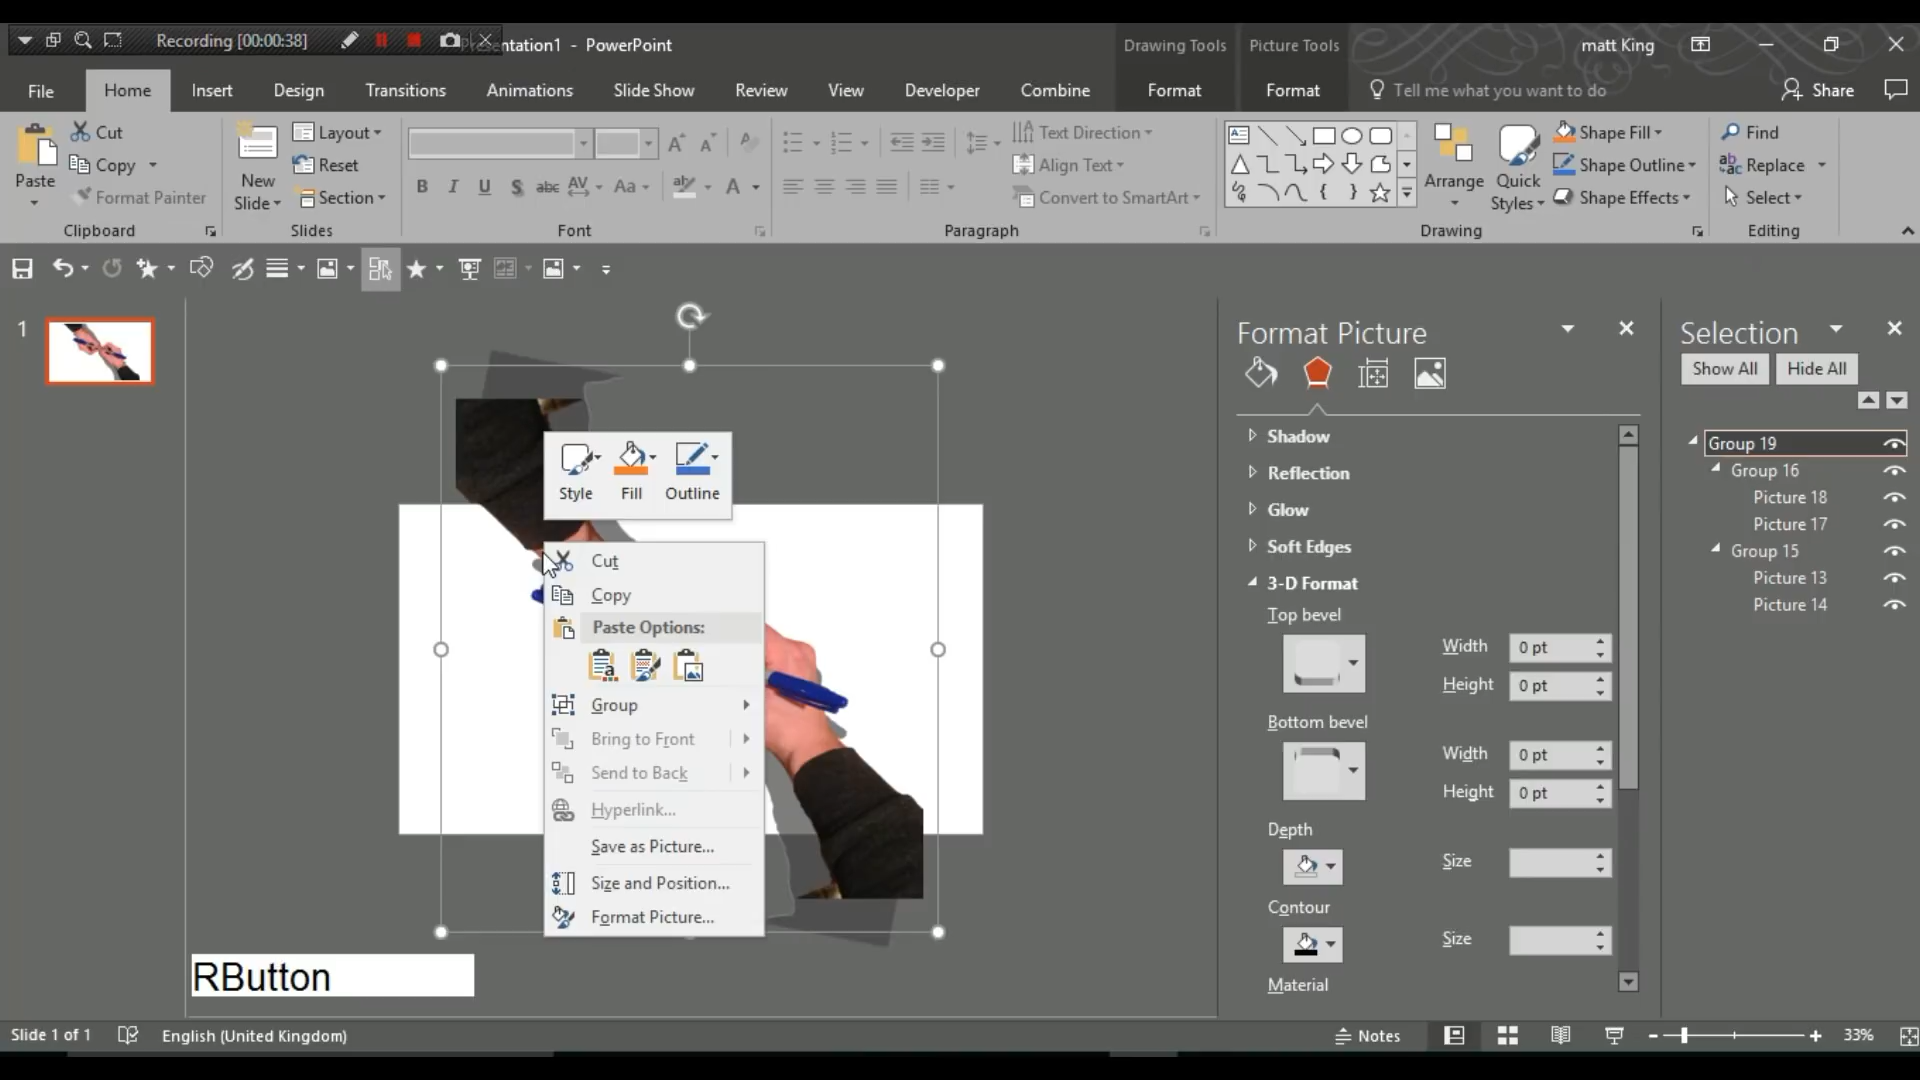 Recording [00:00:38]
entation1 - PowerPoint
Drawing Tools
Picture Tools
matt King
File
Home
Insert
Design
Transitions
Animations
Slide Show
Review
View
Developer
Combine
Format
Format
Tell me what you want to do
Share
Paste
Cut
Copy
Format Painter
Clipboard
New
Slide
Layout
Reset
Section
Slides
Font
Text Direction
Align Text
Convert to SmartArt
Paragraph
Arrange
Quick
Styles
Shape Fill
Shape Outline
Shape Effects
Drawing
Find
Replace
Select
Editing
1
Style
Fill
Outline
Cut
Copy
Paste Options:
Group
Bring to Front
Send to Back
Hyperlink...
Save as Picture...
Size and Position...
Format Picture...
RButton
Format Picture
Shadow
Reflection
Glow
Soft Edges
3-D Format
Top bevel
Width
0 pt
Height
0 pt
Bottom bevel
Width
0 pt
Height
0 pt
Depth
Size
Contour
Size
Material
Selection
Show All
Hide All
Group 19
Group 16
Picture 18
Picture 17
Group 15
Picture 13
Picture 14
Slide 1 of 1
English (United Kingdom)
Notes
33%